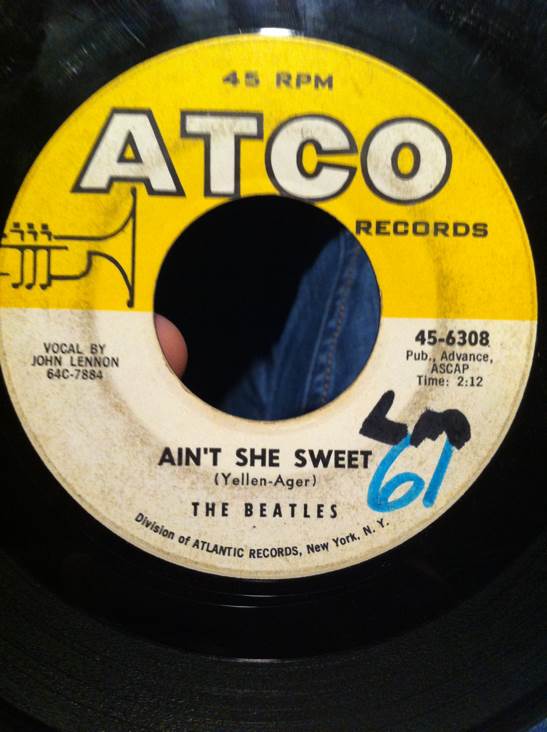 45 RPM
ATCO
RECORDS
VOCAL BY
JOHN LENNON
64C-7884
45-6308
Pub., Advance,
ASCAP
Time: 2:12
AIN'T SHE SWEET
(Yellen-Ager)
THE BEATLES
61
Division of ATLANTIC RECORDS, New York, N. Y.